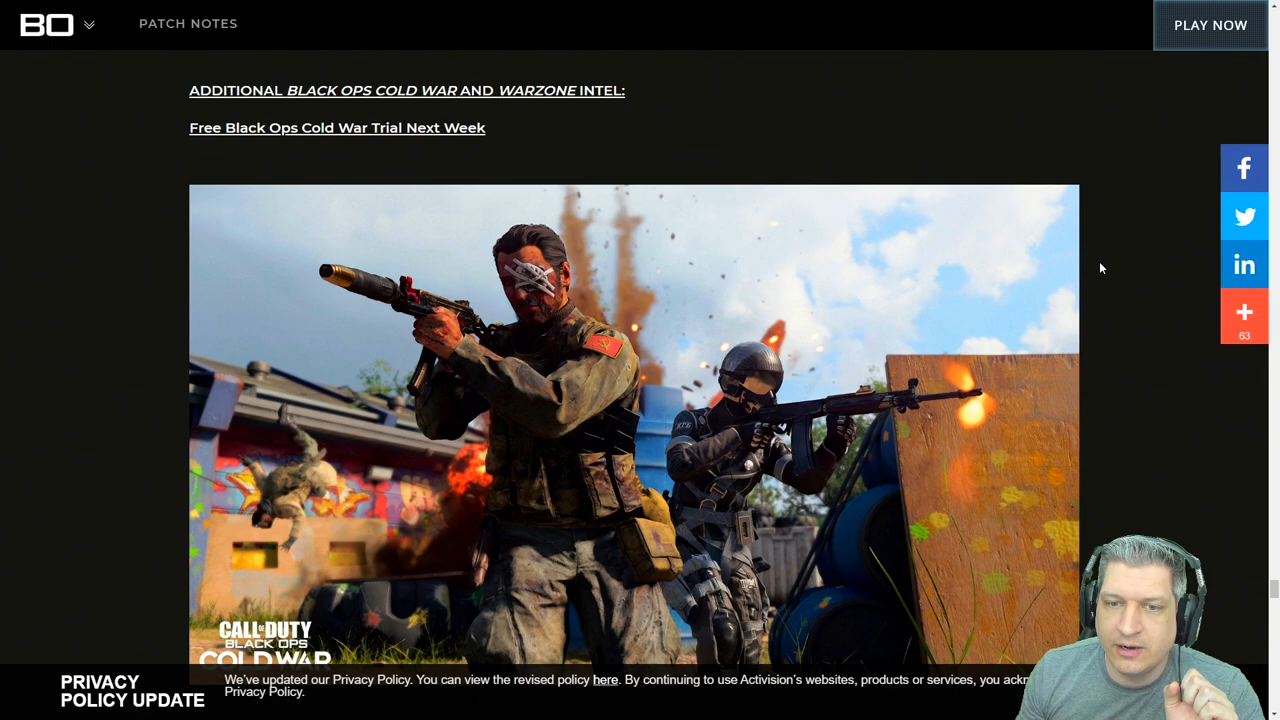 BO
PATCH NOTES
PLAY NOW
ADDITIONAL BLACK OPS COLD WAR AND WARZONE INTEL:
Free Black Ops Cold War Trial Next Week
63
CALL OF DUTY
BLACK OPS
COLD WAR
PRIVACY
POLICY UPDATE
We've updated our Privacy Policy. You can view the revised policy here. By continuing to use Activision's websites, products or services, you
Privacy Policy.